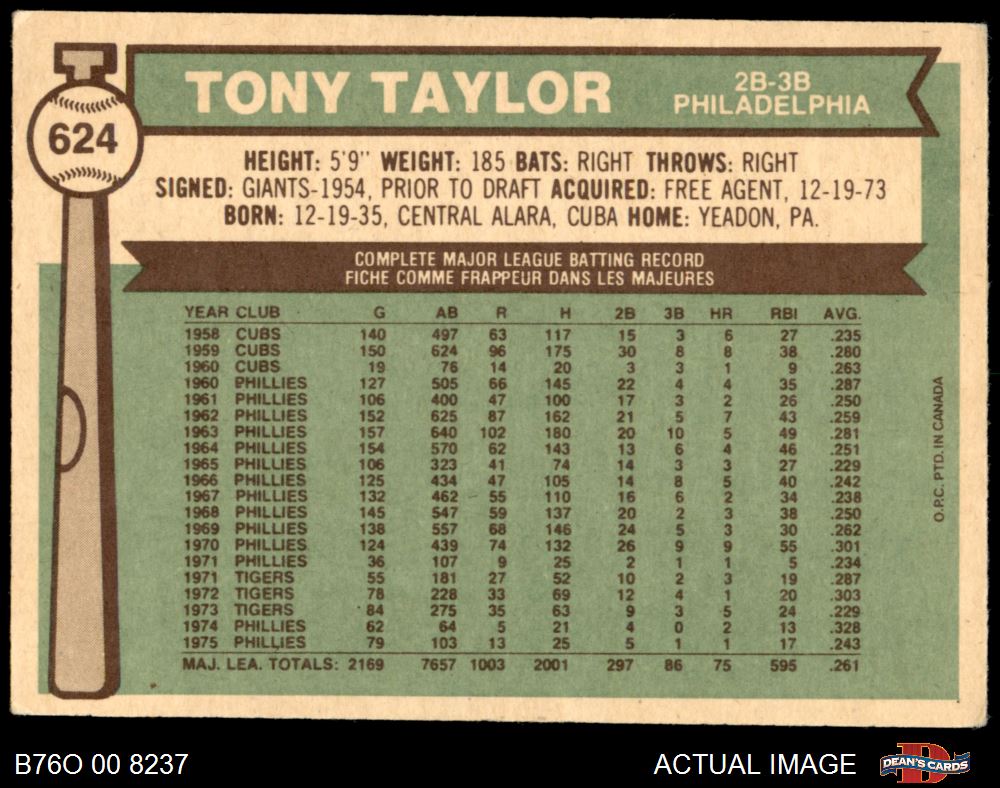 624
TONY TAYLOR
2B-3B
PHILADELPHIA
HEIGHT: 5'9" WEIGHT: 185 BATS: RIGHT THROWS: RIGHT
SIGNED: GIANTS-1954, PRIOR TO DRAFT ACQUIRED: FREE AGENT, 12-19-73
BORN: 12-19-35, CENTRAL ALARA, CUBA HOME: YEADON, PA.
COMPLETE MAJOR LEAGUE BATTING RECORD
FICHE COMME FRAPPEUR DANS LES MAJEURES
YEAR CLUB G AB R H 2B 3B HR RBI AVG.
1958 CUBS 140 497 63 117 15 3 6 27 .235
1959 CUBS 150 624 96 175 30 8 8 38 .280
1960 CUBS 19 76 14 20 3 3 1 9 .263
1960 PHILLIES 127 505 66 145 22 4 4 35 .287
1961 PHILLIES 106 400 47 100 17 3 2 26 .250
1962 PHILLIES 152 625 87 162 21 5 7 43 .259
1963 PHILLIES 157 640 102 180 20 10 5 49 .281
1964 PHILLIES 154 570 62 143 13 6 4 46 .251
1965 PHILLIES 106 323 41 74 14 3 3 27 .229
1966 PHILLIES 125 434 47 105 14 8 5 40 .242
1967 PHILLIES 132 462 55 110 16 6 2 34 .238
1968 PHILLIES 145 547 59 137 20 2 3 38 .250
1969 PHILLIES 138 557 68 146 24 5 3 30 .262
1970 PHILLIES 124 439 74 132 26 9 9 55 .301
1971 PHILLIES 36 107 9 25 2 1 1 5 .234
1971 TIGERS 55 181 27 52 10 2 3 19 .287
1972 TIGERS 78 228 33 69 12 4 1 20 .303
1973 TIGERS 84 275 35 63 9 3 5 24 .229
1974 PHILLIES 62 64 5 21 4 0 2 13 .328
1975 PHILLIES 79 103 13 25 5 1 1 17 .243
MAJ. LEA. TOTALS: 2169 7657 1003 2001 297 86 75 595 .261
O.P.C. PTD. IN CANADA
B76O 00 8237
ACTUAL IMAGE
DEAN'S CARDS